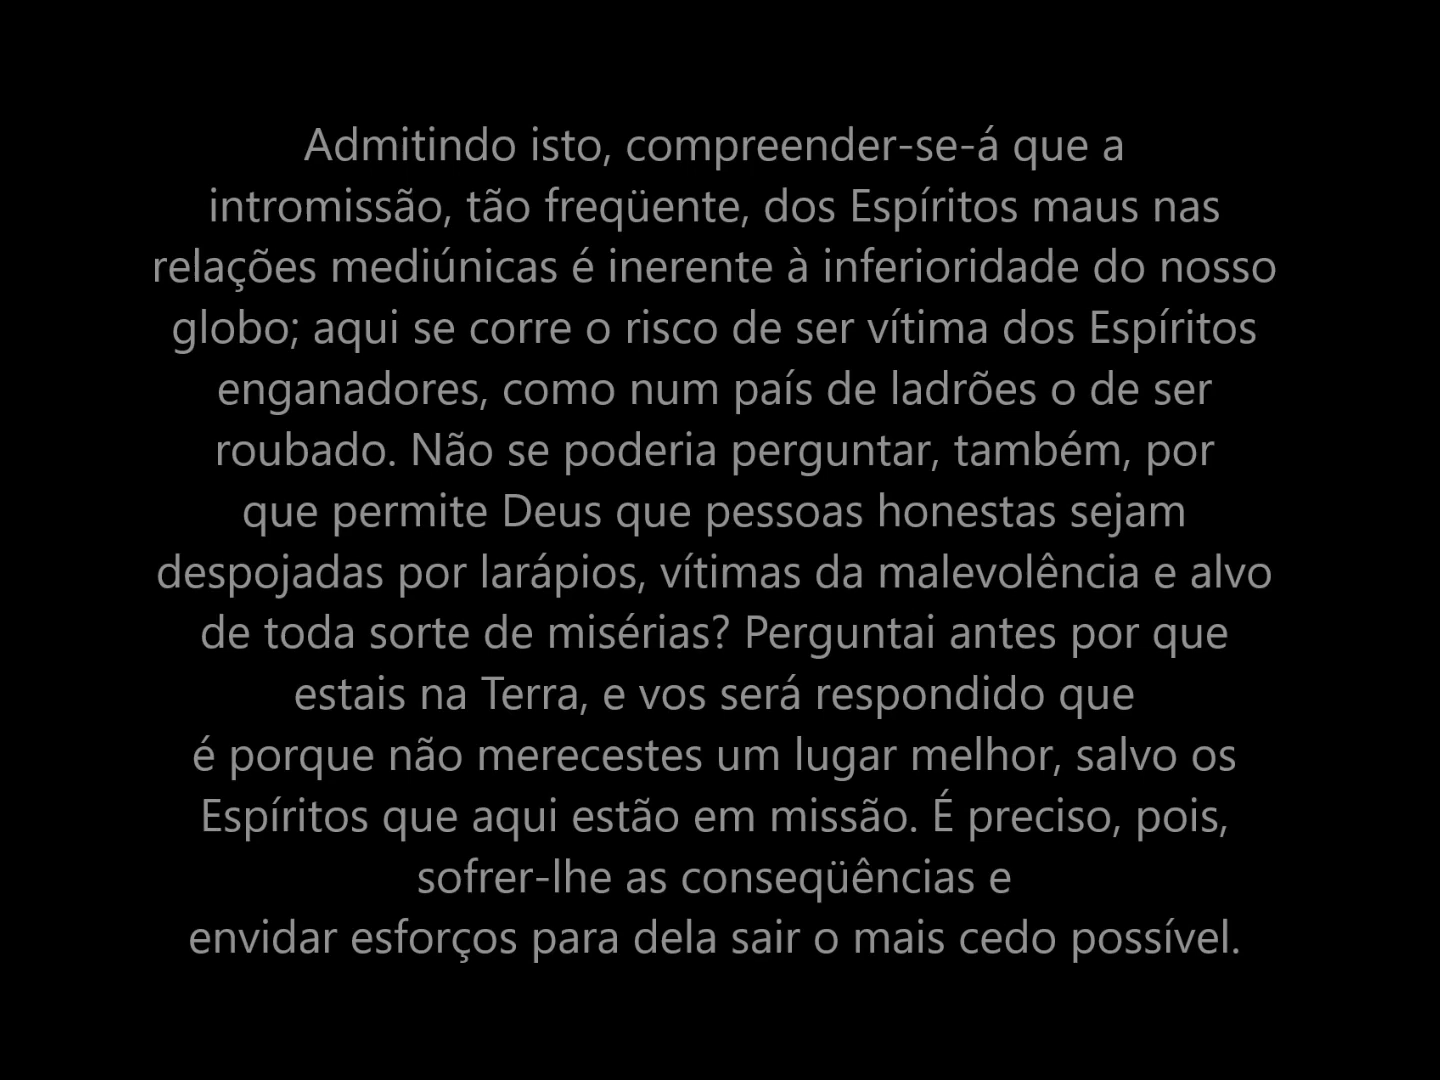 Admitindo isto, compreender-se-á que a
intromissão, tão freqüente, dos Espíritos maus nas
relações mediúnicas é inerente à inferioridade do nosso
globo; aqui se corre o risco de ser vítima dos Espíritos
enganadores, como num país de ladrões o de ser
roubado. Não se poderia perguntar, também, por
que permite Deus que pessoas honestas sejam
despojadas por larápios, vítimas da malevolência e alvo
de toda sorte de misérias? Perguntai antes por que
estais na Terra, e vos será respondido que
é porque não merecestes um lugar melhor, salvo os
Espíritos que aqui estão em missão. É preciso, pois,
sofrer-lhe as conseqüências e
envidar esforços para dela sair o mais cedo possível.